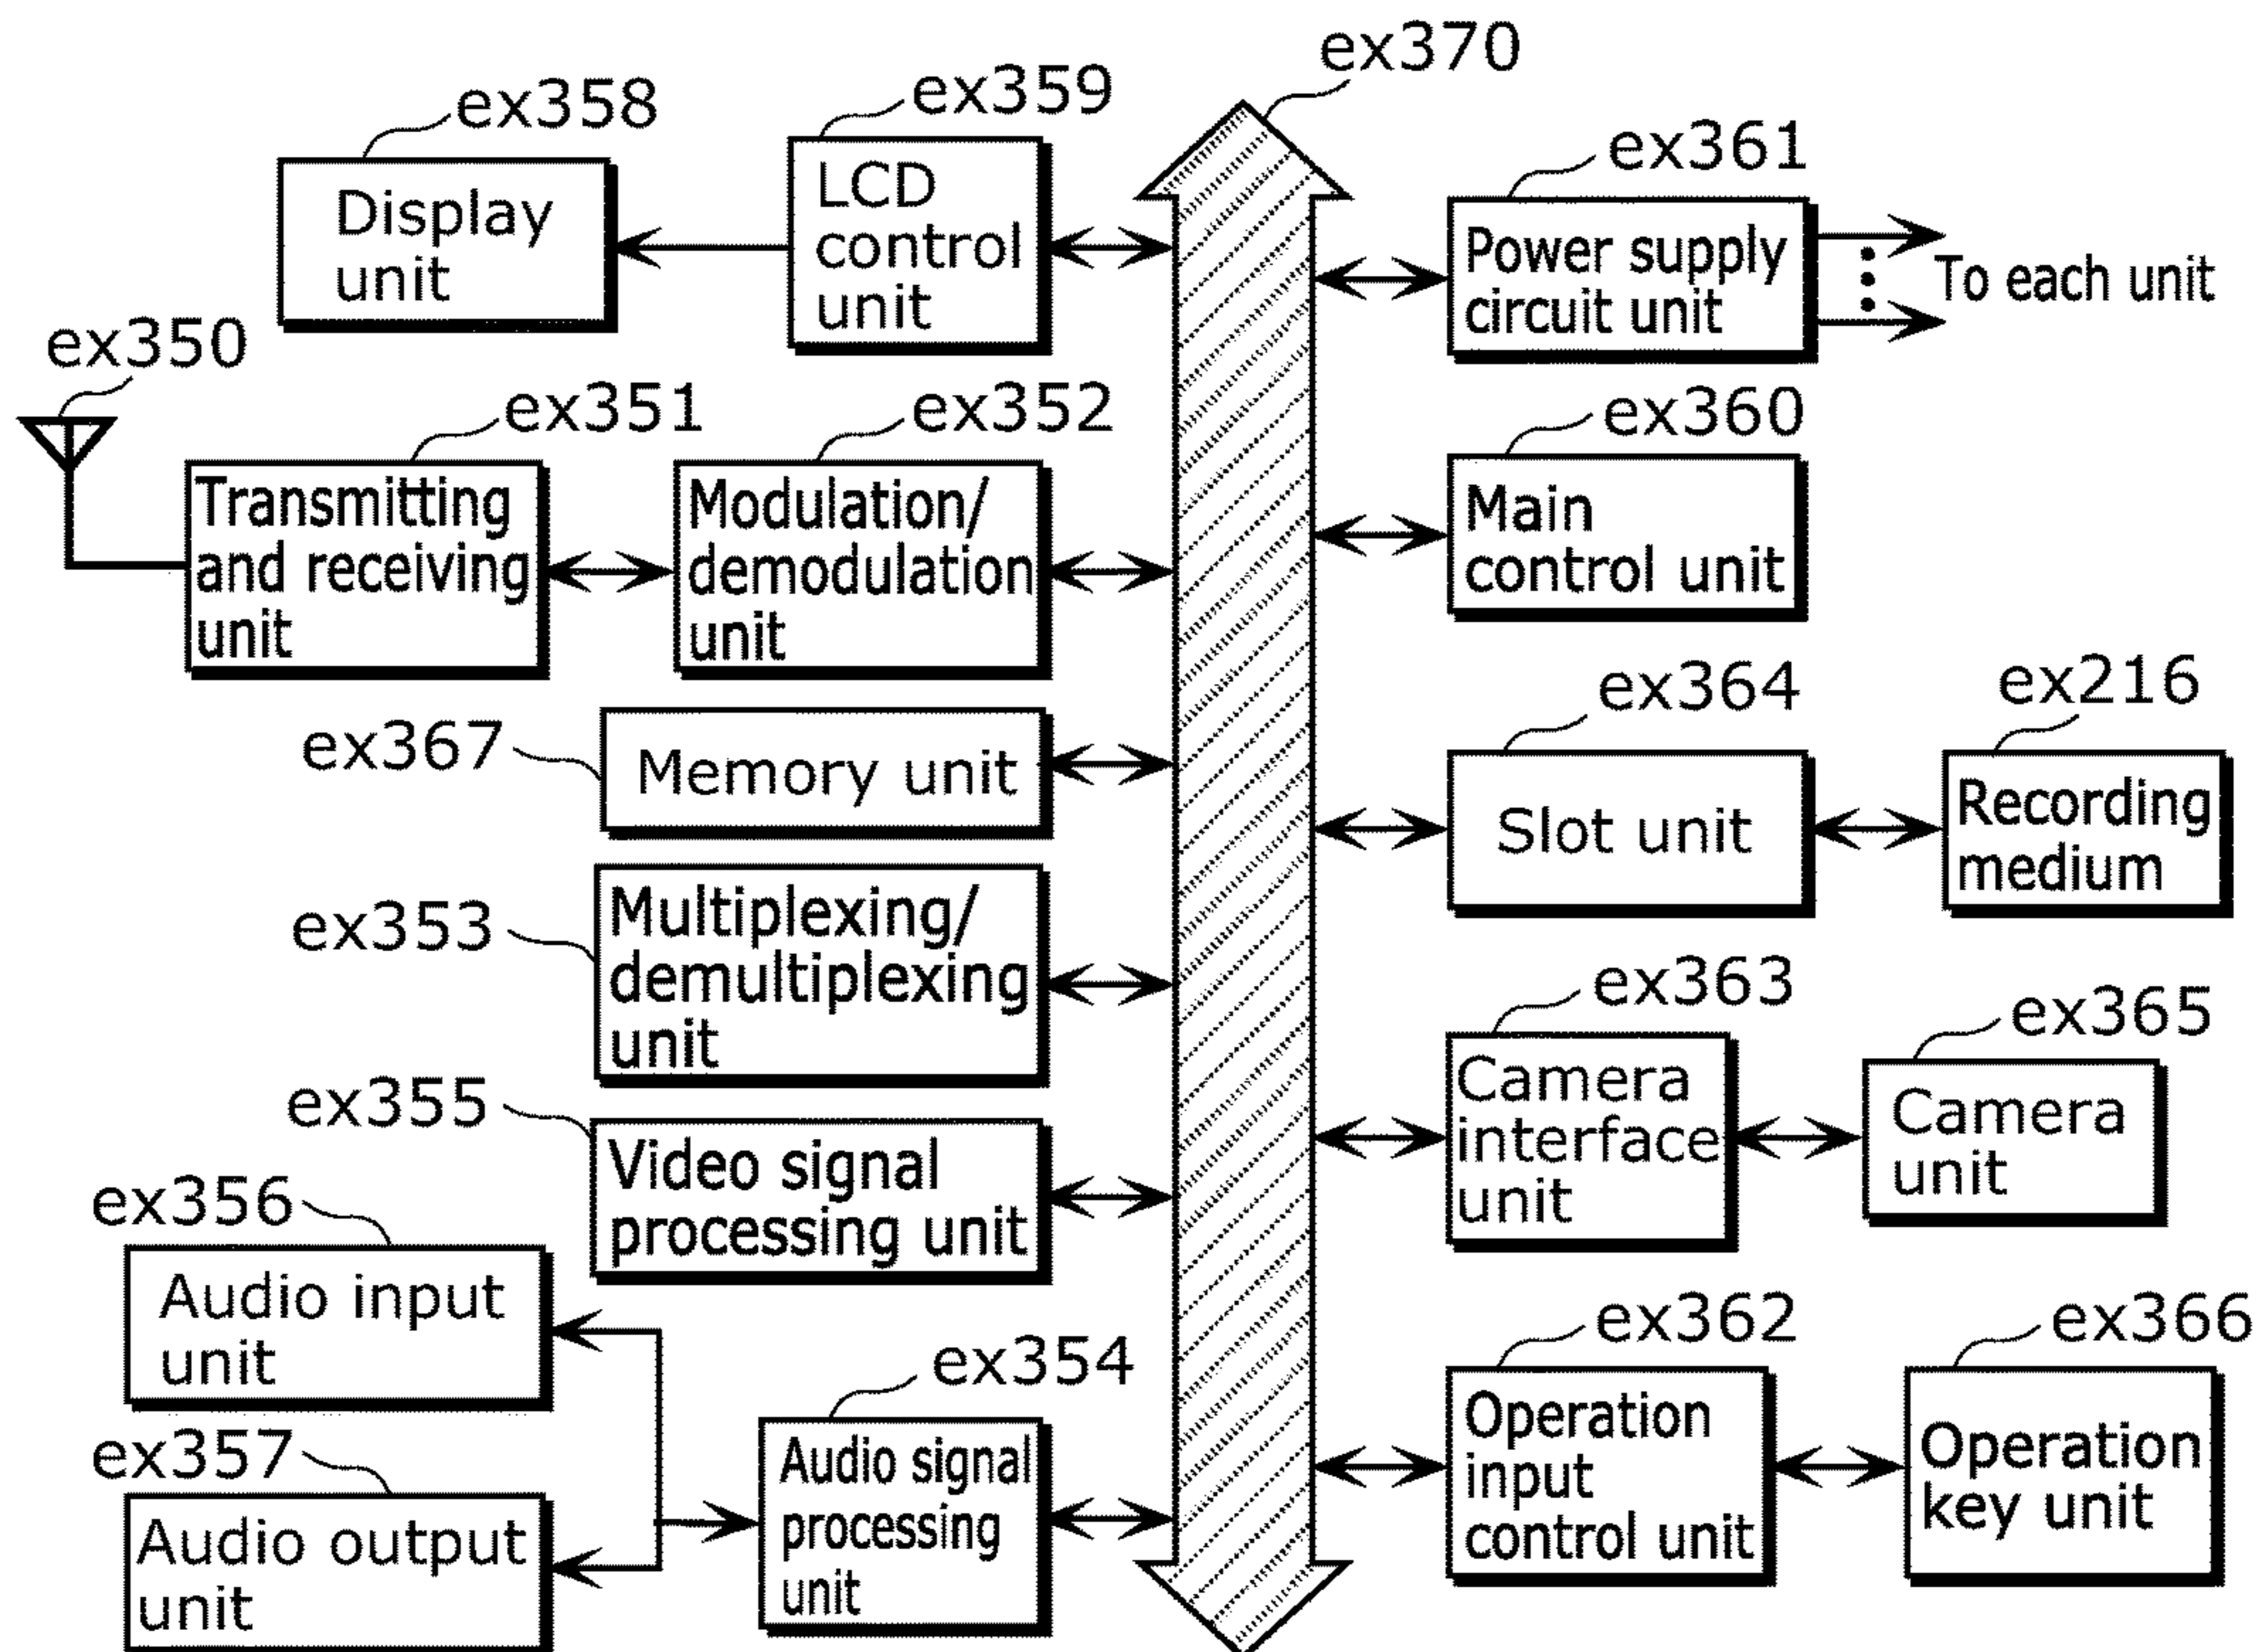 ex370
ex358
ex359
ex361
Display
unit
LCD
control
unit
Power supply
circuit unit
To each unit
ex350
ex351
ex352
ex360
Transmitting
and receiving
unit
Modulation/
demodulation
unit
Main
control unit
ex364
ex216
ex367
Memory unit
Slot unit
Recording
medium
ex353
Multiplexing/
demultiplexing
unit
ex363
ex365
Camera
interface
unit
Camera
unit
ex355
Video signal
processing unit
ex356
Audio input
unit
ex354
ex362
ex366
ex357
Audio output
unit
Audio signal
processing
unit
Operation
input
control unit
Operation
key unit